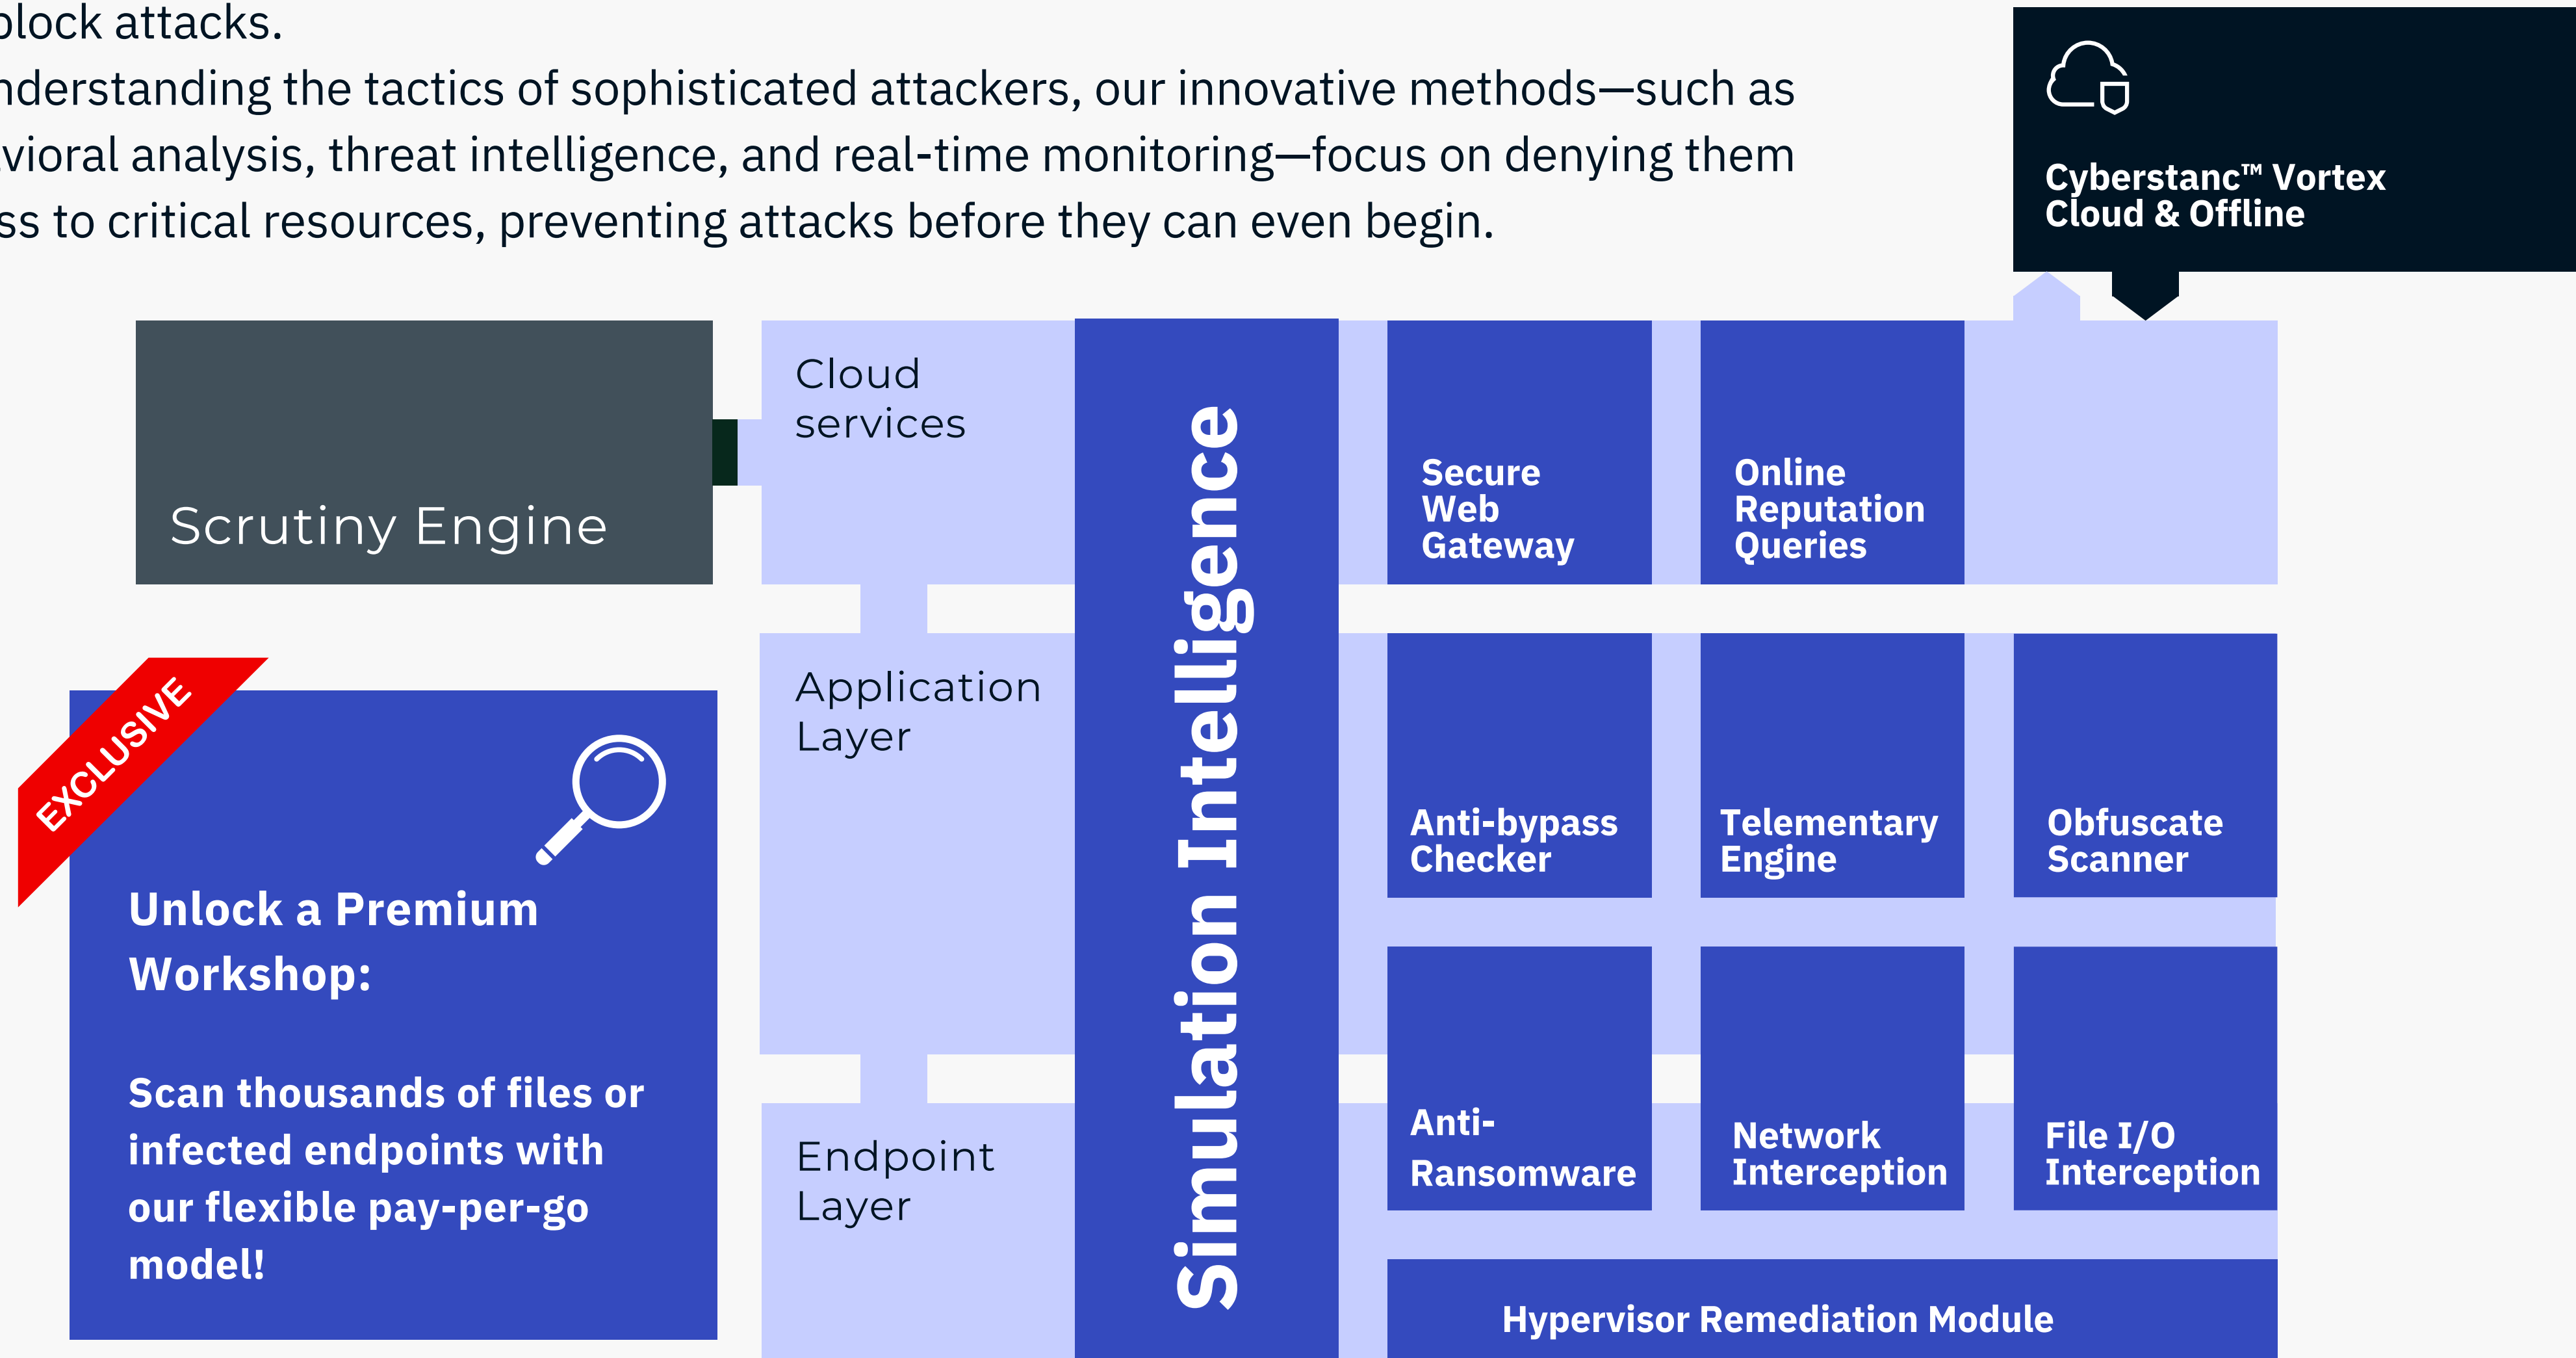 block attacks.
nderstanding the tactics of sophisticated attackers, our innovative methods—such as
vioral analysis, threat intelligence, and real-time monitoring—focus on denying them
ss to critical resources, preventing attacks before they can even begin.
Cyberstanc™ Vortex
Cloud & Offline
Scrutiny Engine
Cloud
services
Simulation Intelligence
Secure
Web
Gateway
Online
Reputation
Queries
Application
Layer
Anti-bypass
Checker
Telementary
Engine
Obfuscate
Scanner
EXCLUSIVE
Unlock a Premium
Workshop:
Scan thousands of files or
infected endpoints with
our flexible pay-per-go
model!
Endpoint
Layer
Anti-
Ransomware
Network
Interception
File I/O
Interception
Hypervisor Remediation Module